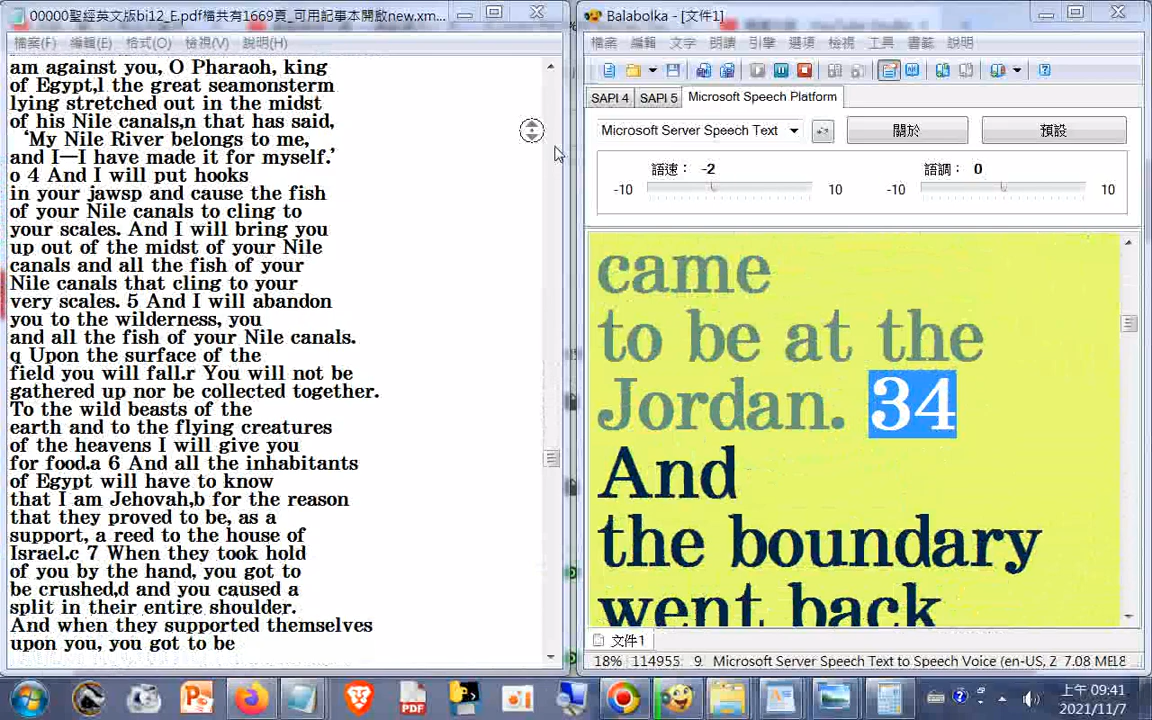 00000聖經英文版bi12_E.pdf檔共有1669頁_可用記事本開啟new.xm...
檔案(F) 編輯(E) 格式(O) 檢視(V) 說明(H)
am against you, O Pharaoh, king
of Egypt,l the great seamonsterm
lying stretched out in the midst
of his Nile canals,n that has said,
‘My Nile River belongs to me,
and I—I have made it for myself.’
o 4 And I will put hooks
in your jawsp and cause the fish
of your Nile canals to cling to
your scales. And I will bring you
up out of the midst of your Nile
canals and all the fish of your
Nile canals that cling to your
very scales. 5 And I will abandon
you to the wilderness, you
and all the fish of your Nile canals.
q Upon the surface of the
field you will fall.r You will not be
gathered up nor be collected together.
To the wild beasts of the
earth and to the flying creatures
of the heavens I will give you
for food.a 6 And all the inhabitants
of Egypt will have to know
that I am Jehovah,b for the reason
that they proved to be, as a
support, a reed to the house of
Israel.c 7 When they took hold
of you by the hand, you got to
be crushed,d and you caused a
split in their entire shoulder.
And when they supported themselves
upon you, you got to be
Balabolka - [文件1]
檔案 編輯 文字 朗讀 引擎 選項 檢視 工具 書籤 說明
SAPI 4 SAPI 5 Microsoft Speech Platform
Microsoft Server Speech Text 關於 預設
語速： -2 語調： 0
-10 10 -10 10
came
to be at the
Jordan. 34
And
the boundary
went back
文件1
18% 114955: 9. Microsoft Server Speech Text to Speech Voice (en-US, 2 7.08 ME18
PDF
上午 09:41
2021/11/7